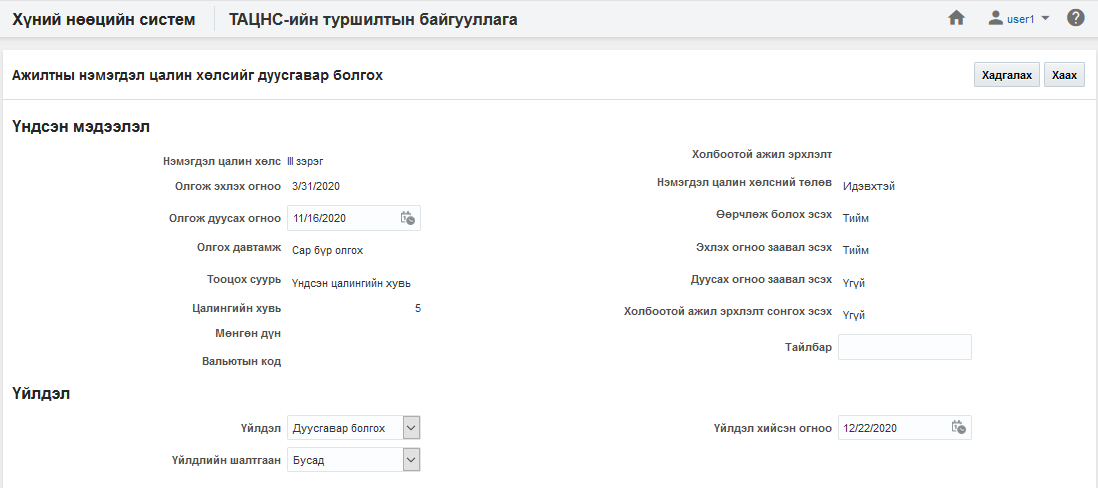 Хүний нөөцийн систем
ТАЦНС-ийн туршилтын байгууллага
user1
Ажилтны нэмэгдэл цалин хөлсийг дуусгавар болгох
Хадгалах
Хаах
Үндсэн мэдээлэл
Нэмэгдэл цалин хөлс III зэрэг
Олгож эхлэх огноо 3/31/2020
Олгож дуусах огноо 11/16/2020
Олгох давтамж Сар бүр олгох
Тооцох суурь Үндсэн цалингийн хувь
Цалингийн хувь 5
Мөнгөн дүн
Вальютын код
Холбоотой ажил эрхлэлт
Нэмэгдэл цалин хөлсний төлөв Идэвхтэй
Өөрчлөж болох эсэх Тийм
Эхлэх огноо заавал эсэх Тийм
Дуусах огноо заавал эсэх Үгүй
Холбоотой ажил эрхлэлт сонгох эсэх Үгүй
Тайлбар
Үйлдэл
Үйлдэл Дуусгавар болгох
Үйлдлийн шалтгаан Бусад
Үйлдэл хийсэн огноо 12/22/2020